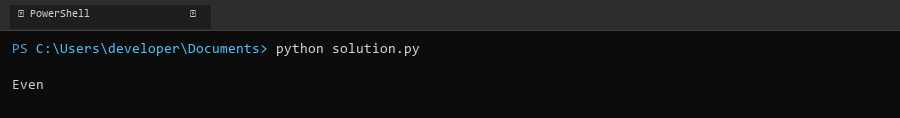 PowerShell
PS C:\Users\developer\Documents> python solution.py
Even